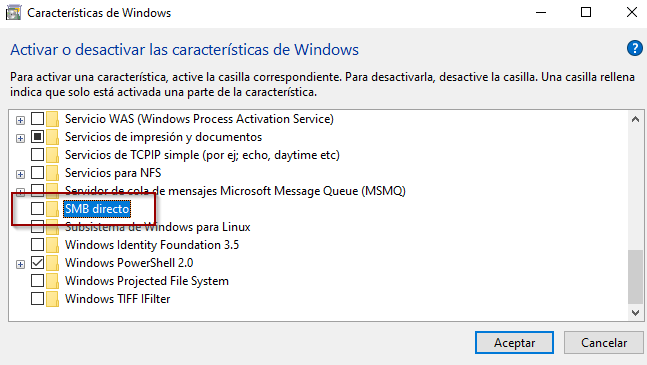 Características de Windows
Activar o desactivar las características de Windows
?
Para activar una característica, active la casilla correspondiente. Para desactivarla, desactive la casilla. Una casilla rellena
indica que solo está activada una parte de la característica.
Servicio WAS (Windows Process Activation Service)
Servicios de impresión y documentos
Servicios de TCPIP simple (por ej; echo, daytime etc)
Servicios para NFS
Servidor de cola de mensajes Microsoft Message Queue (MSMQ)
SMB directo
Subsistema de Windows para Linux
Windows Identity Foundation 3.5
Windows PowerShell 2.0
Windows Projected File System
Windows TIFF IFilter
Aceptar
Cancelar